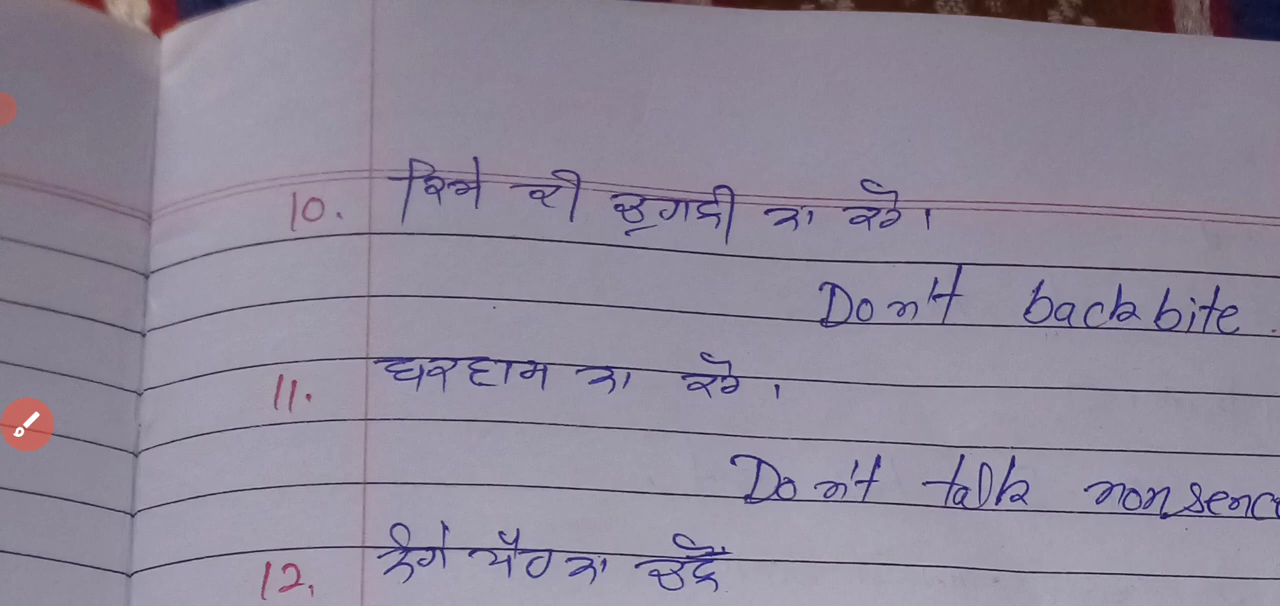 10. ਕਿਸੇ ਦੀ ਚੁਗਲੀ ਨਾ ਕਰੋ।
Don't backbite.
11. ਬਕਵਾਸ ਨਾ ਕਰੋ।
Don't talk nonsenc
12. ਨੰਗੇ ਪੈਰ ਨਾ ਚੱਲੋ